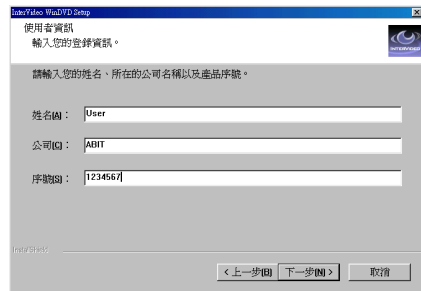 InterVideo WinDVD Setup
使用者資訊
輸入您的登錄資訊。
INTERVIDEO
請輸入您的姓名、所在的公司名稱以及產品序號。
姓名(A)： User
公司(C)： ABIT
序號(S)： 1234567
InstallShield
< 上一步(B) 下一步(N) > 取消